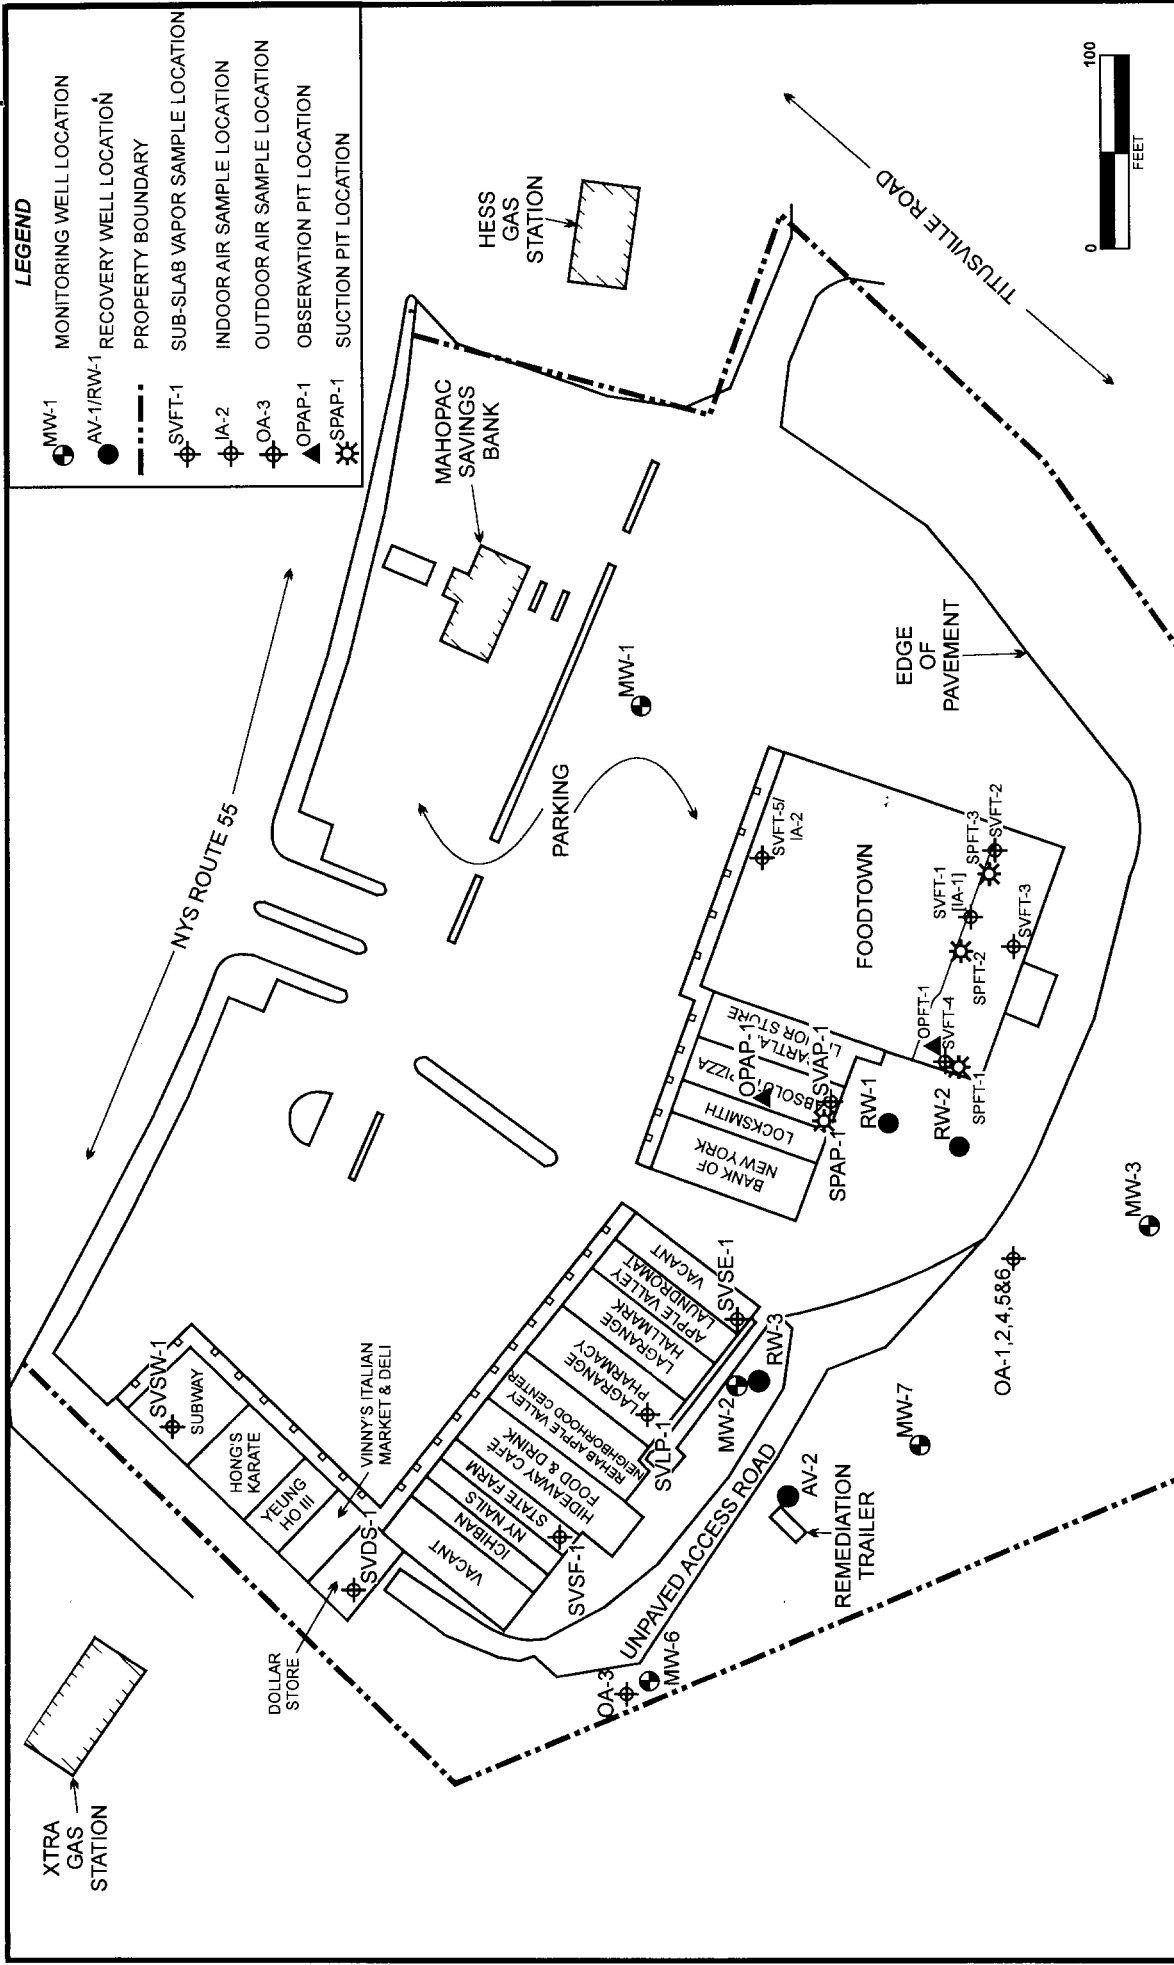 LEGEND
MW-1
MONITORING WELL LOCATION
AV-1/RW-1
RECOVERY WELL LOCATION
PROPERTY BOUNDARY
SVFT-1
SUB-SLAB VAPOR SAMPLE LOCATION
IA-2
INDOOR AIR SAMPLE LOCATION
OA-3
OUTDOOR AIR SAMPLE LOCATION
OPAP-1
OBSERVATION PIT LOCATION
SPAP-1
SUCTION PIT LOCATION
XTRA
GAS
STATION
NYS ROUTE 55
HESS
GAS
STATION
MAHOPAC
SAVINGS
BANK
TITUSVILLE ROAD
0
100
FEET
SVSW-1
SUBWAY
HONG'S
KARATE
YEUNG
HO III
VINNY'S ITALIAN
MARKET & DELI
SVDS-1
DOLLAR
STORE
VACANT
ICHIBAN
NY NAILS
STATE FARM
SVSF-1
HIDEAWAY CAFÉ
FOOD & DRINK
REHAB APPLE VALLEY
NEIGHBORHOOD CENTER
LAGRANGE
PHARMACY
SVLP-1
LAGRANGE
HALLMARK
APPLE VALLEY
LAUNDROMAT
VACANT
SVSE-1
PARKING
MW-1
BANK OF
NEW YORK
LOCKSMITH
PIZZA
OPAP-1
SVAP-1
SPAP-1
FOODTOWN
SVFT-5/
IA-2
SPFT-3
SVFT-2
SVFT-1
[IA-1]
SVFT-3
SPFT-2
OPFT-1
SVFT-4
SPFT-1
RW-1
RW-2
EDGE
OF
PAVEMENT
MW-3
OA-1,2,4,5&6
RW-3
MW-2
MW-7
UNPAVED ACCESS ROAD
AV-2
REMEDIATION
TRAILER
OA-3
MW-6